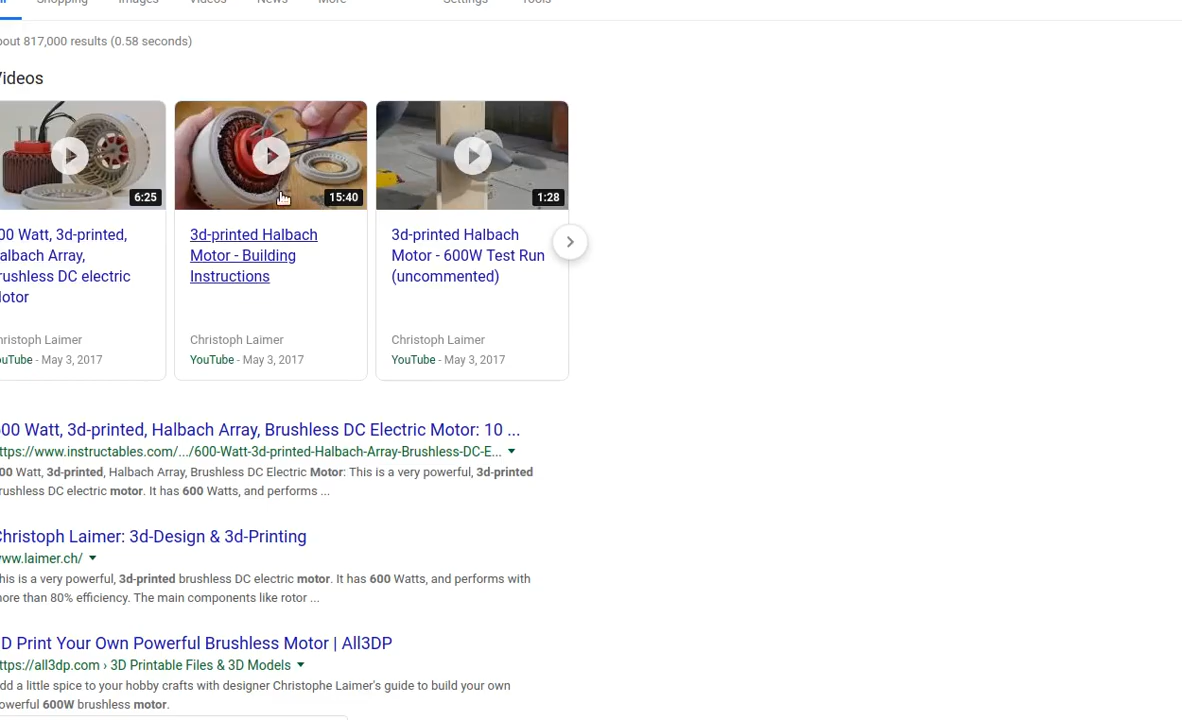 Shopping Images Videos News More Settings Tools
out 817,000 results (0.58 seconds)
ideos
6:25
15:40
1:28
00 Watt, 3d-printed,
albach Array,
rushless DC electric
otor
hristoph Laimer
ouTube - May 3, 2017
3d-printed Halbach
Motor - Building
Instructions
Christoph Laimer
YouTube - May 3, 2017
3d-printed Halbach
Motor - 600W Test Run
(uncommented)
Christoph Laimer
YouTube - May 3, 2017
00 Watt, 3d-printed, Halbach Array, Brushless DC Electric Motor: 10 ...
ttps://www.instructables.com/.../600-Watt-3d-printed-Halbach-Array-Brushless-DC-E...
00 Watt, 3d-printed, Halbach Array, Brushless DC Electric Motor: This is a very powerful, 3d-printed
rushless DC electric motor. It has 600 Watts, and performs ...
Christoph Laimer: 3d-Design & 3d-Printing
ww.laimer.ch/
his is a very powerful, 3d-printed brushless DC electric motor. It has 600 Watts, and performs with
ore than 80% efficiency. The main components like rotor ...
D Print Your Own Powerful Brushless Motor | All3DP
ttps://all3dp.com › 3D Printable Files & 3D Models
dd a little spice to your hobby crafts with designer Christophe Laimer's guide to build your own
owerful 600W brushless motor.